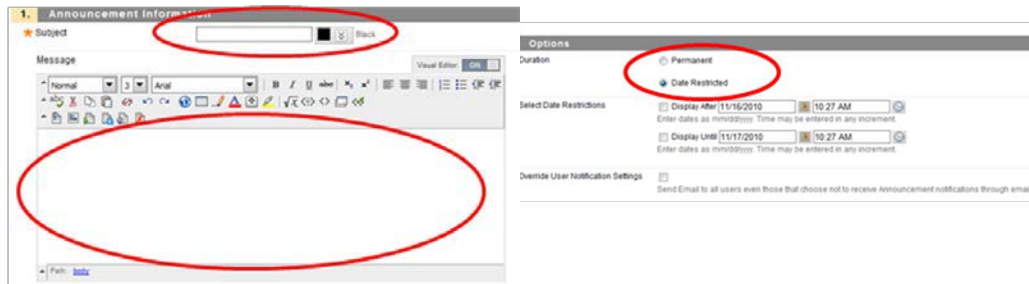 1. Announcement Information
★ Subject
Black
Message
Visual Editor: ON
Normal 3 Arial B I U abc x₂ x²
Path: body
Options
Duration
Permanent
Date Restricted
Select Date Restrictions
Display After 11/16/2010 10:27 AM
Enter dates as mm/dd/yyyy. Time may be entered in any increment.
Display Until 11/17/2010 10:27 AM
Enter dates as mm/dd/yyyy. Time may be entered in any increment.
Override User Notification Settings
Send Email to all users even those that choose not to receive Announcement notifications through email